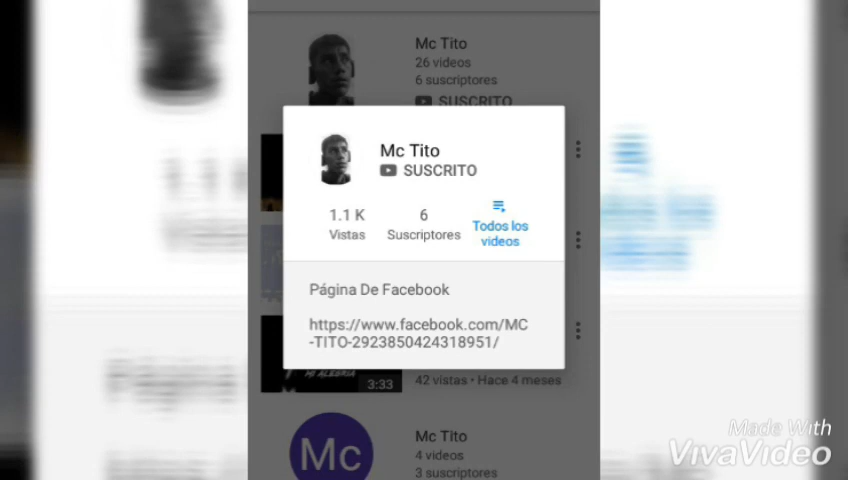 Mc Tito
26 videos
6 suscriptores
SUSCRITO
Mc Tito
SUSCRITO
1.1 K
Vistas
6
Suscriptores
Todos los
videos
Página De Facebook
https://www.facebook.com/MC
-TITO-2923850424318951/
MI ALEGRIA
3:33
42 vistas • Hace 4 meses
Mc
Mc Tito
4 videos
3 suscriptores
Made With
VivaVideo